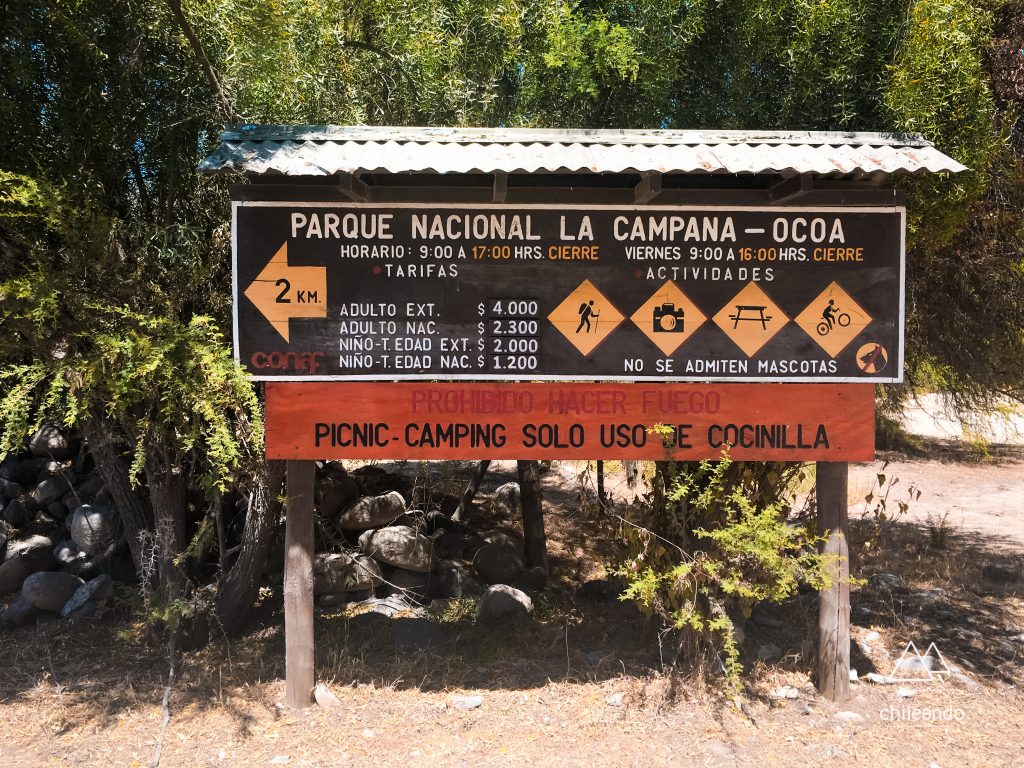 PARQUE NACIONAL LA CAMPANA - OCOA
HORARIO: 9:00 A 17:00 HRS. CIERRE VIERNES 9:00 A 16:00 HRS. CIERRE
• TARIFAS
• ACTIVIDADES
2 KM.
ADULTO EXT. $ 4.000
ADULTO NAC. $ 2.300
NIÑO-T. EDAD EXT. $ 2.000
NIÑO-T. EDAD NAC. $ 1.200
conaf
NO SE ADMITEN MASCOTAS
PROHIBIDO HACER FUEGO
PICNIC-CAMPING SOLO USO DE COCINILLA
chileando